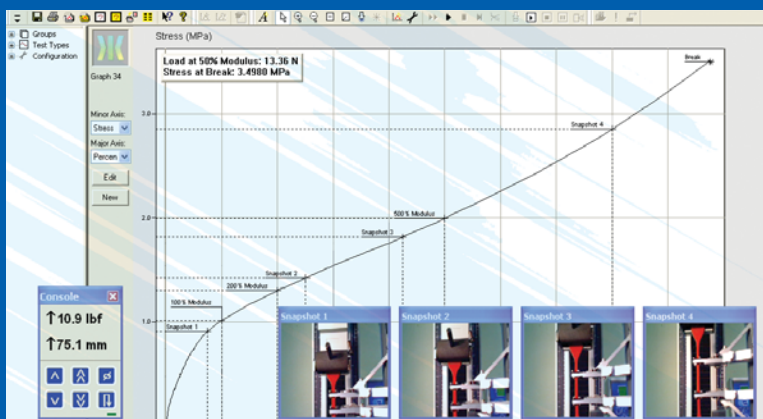 Groups
Test Types
Configuration
Graph 34
Minor Axis:
Stress
Major Axis:
Percen
Edit
New
Stress (MPa)
Load at 50% Modulus: 13.36 N
Stress at Break: 3.4980 MPa
Break
3.0
Snapshot 4
500% Modulus
2.0
Snapshot 3
Snapshot 2
200% Modulus
100% Modulus
1.0
Snapshot 1
Console
↑10.9 lbf
↑75.1 mm
Snapshot 1
Snapshot 2
Snapshot 3
Snapshot 4